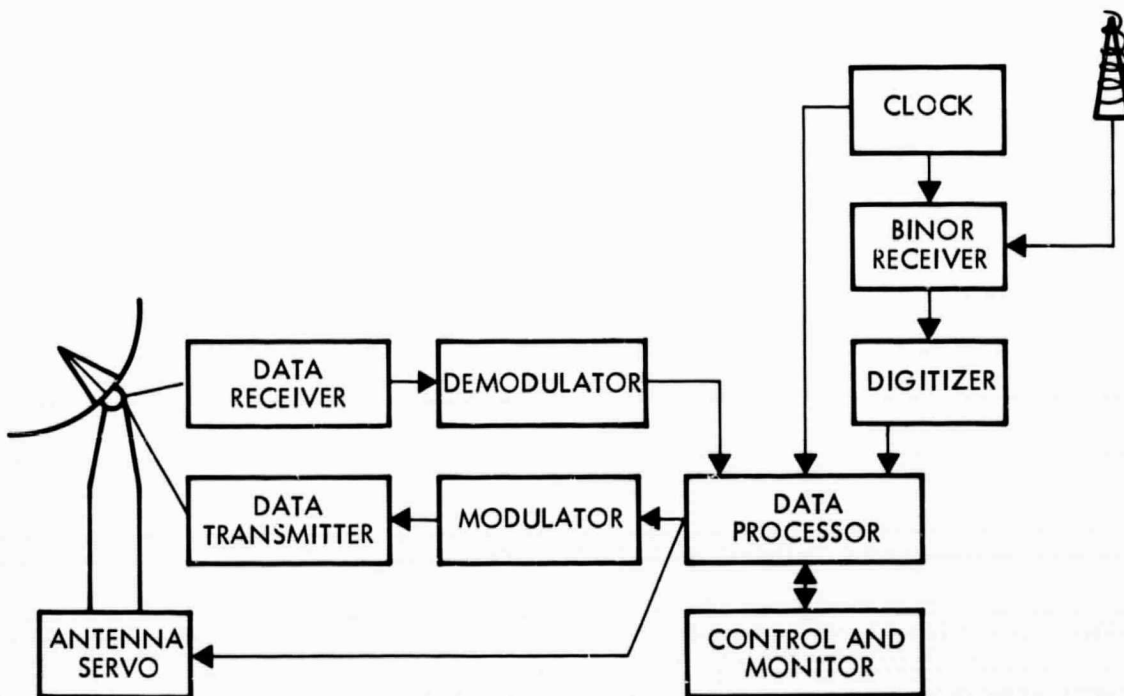 CLOCK
BINOR
RECEIVER
DATA
RECEIVER
DEMODULATOR
DIGITIZER
DATA
TRANSMITTER
MODULATOR
DATA
PROCESSOR
ANTENNA
SERVO
CONTROL AND
MONITOR